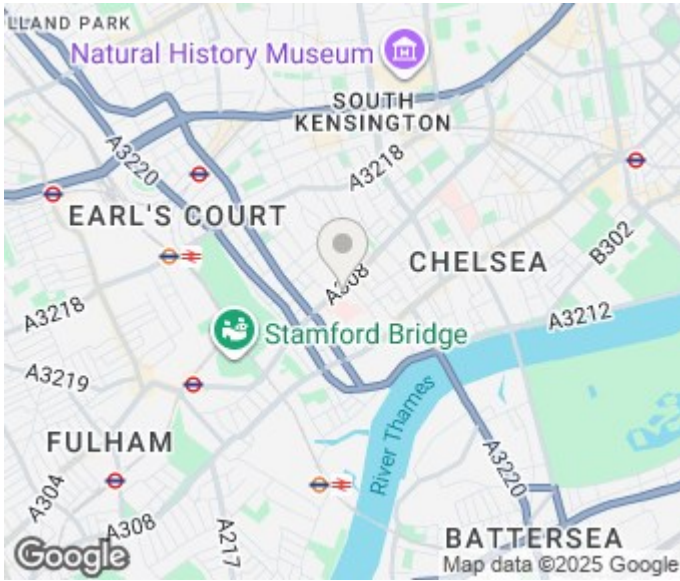 LLAND PARK
Natural History Museum
SOUTH
KENSINGTON
A3220
A3218
EARL'S COURT
CHELSEA
B302
A308
A3218
A3212
Stamford Bridge
A3219
River Thames
FULHAM
A3220
A304
A308
A217
BATTERSEA
Google
Map data ©2025 Google